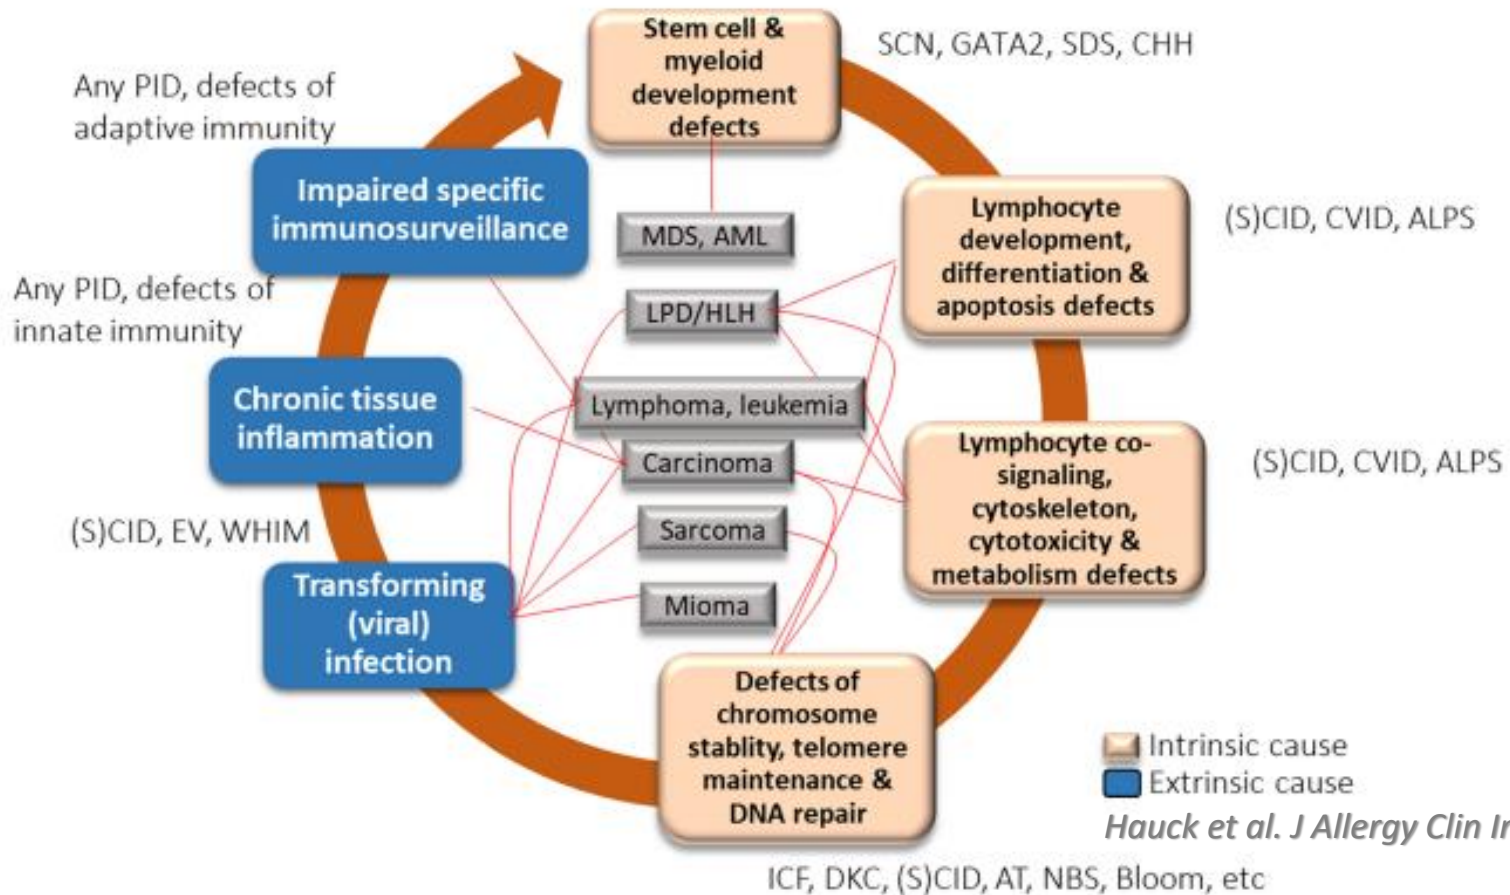 Stem cell &
myeloid
development
defects
SCN, GATA2, SDS, CHH
Any PID, defects of
adaptive immunity
Impaired specific
immunosurveillance
MDS, AML
Lymphocyte
development,
differentiation &
apoptosis defects
(S)CID, CVID, ALPS
Any PID, defects of
innate immunity
LPD/HLH
Chronic tissue
inflammation
Lymphoma, leukemia
Carcinoma
Lymphocyte co-
signaling,
cytoskeleton,
cytotoxicity &
metabolism defects
(S)CID, CVID, ALPS
(S)CID, EV, WHIM
Sarcoma
Transforming
(viral)
infection
Mioma
Defects of
chromosome
stablity, telomere
maintenance &
DNA repair
Intrinsic cause
Extrinsic cause
Hauck et al. J Allergy Clin
ICF, DKC, (S)CID, AT, NBS, Bloom, etc